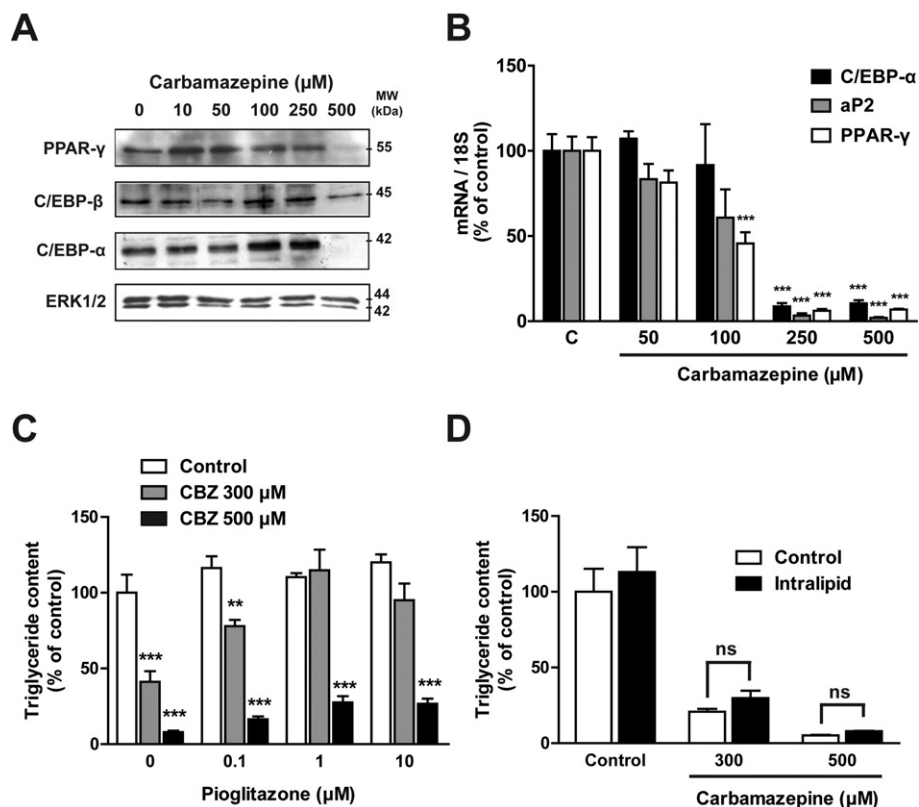 A
Carbamazepine (µM)
0 10 50 100 250 500
MW
(kDa)
PPAR-γ
55
C/EBP-β
45
C/EBP-α
42
ERK1/2
44
42
B
mRNA / 18S
(% of control)
150
100
50
0
C/EBP-α
aP2
PPAR-γ
***
*** *** ***
*** *** ***
C 50 100 250 500
Carbamazepine (µM)
C
Control
CBZ 300 µM
CBZ 500 µM
Triglyceride content
(% of control)
150
100
50
0
***
***
**
***
***
***
0 0.1 1 10
Pioglitazone (µM)
D
Triglyceride content
(% of control)
150
100
50
0
Control
Intralipid
ns
ns
Control 300 500
Carbamazepine (µM)